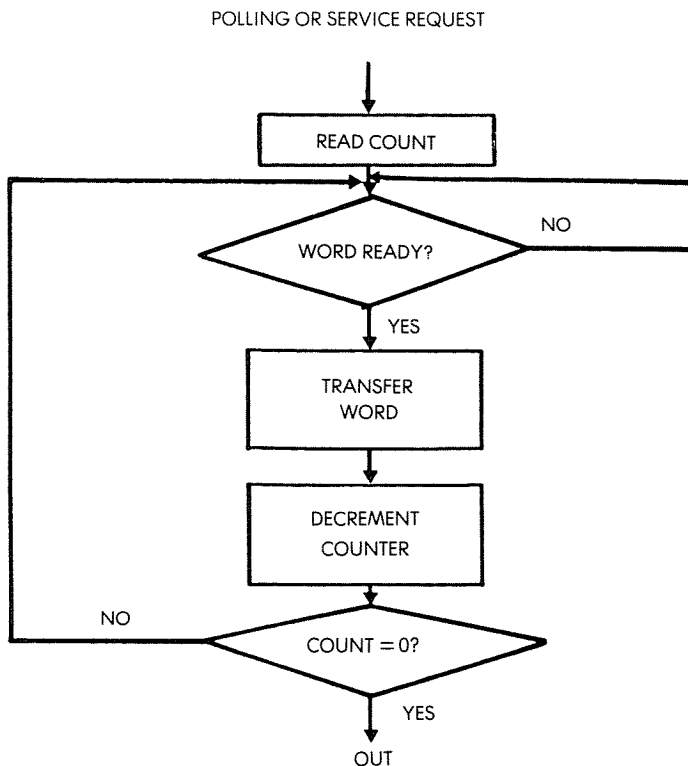 POLLING OR SERVICE REQUEST
READ COUNT
WORD READY?
NO
YES
TRANSFER
WORD
DECREMENT
COUNTER
NO
COUNT = 0?
YES
OUT